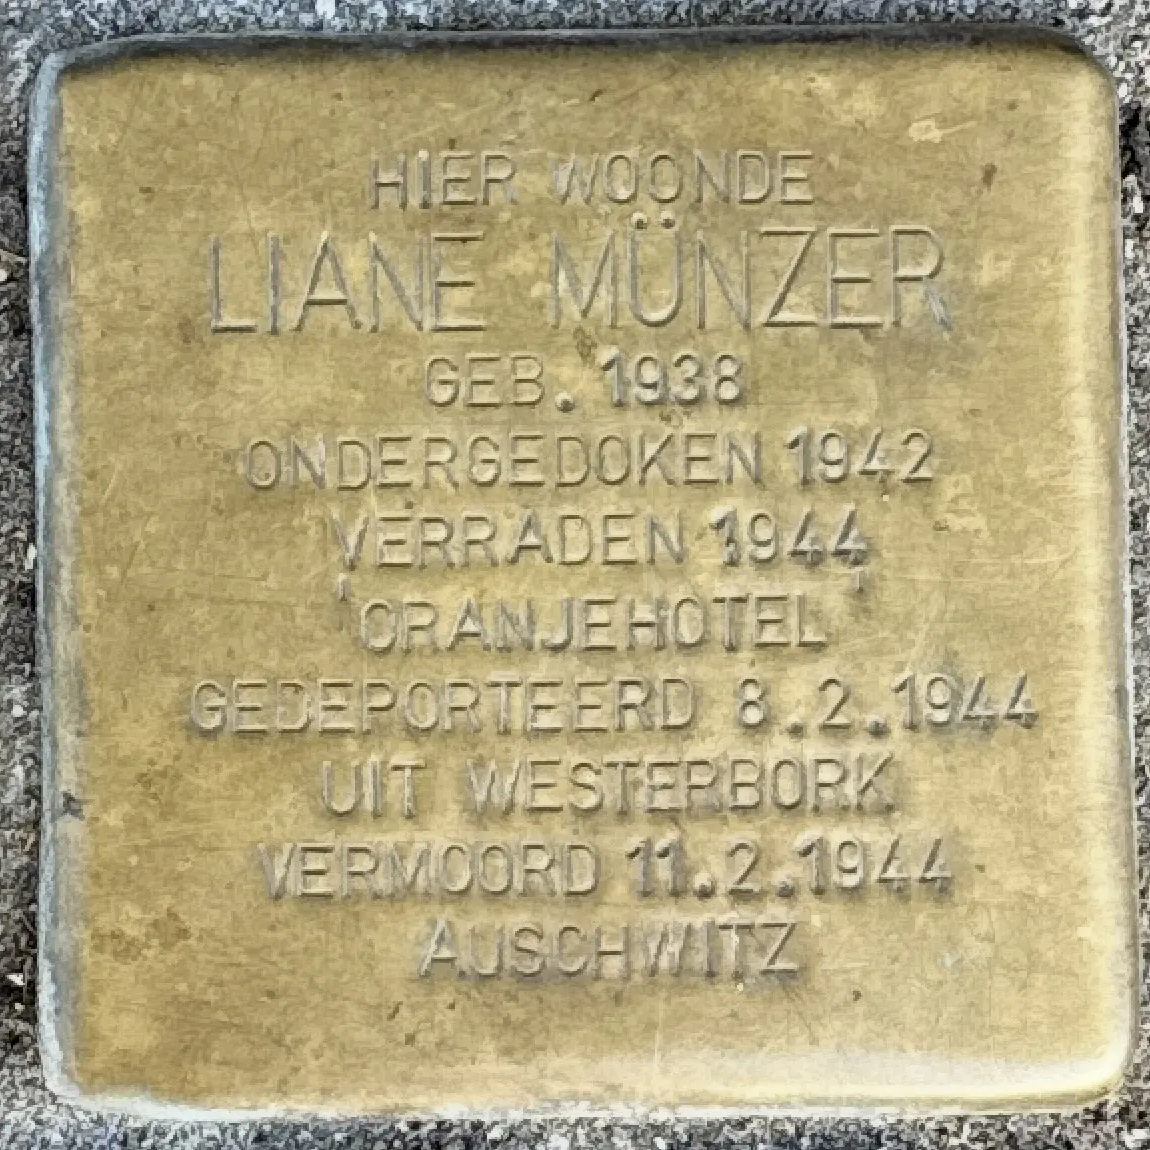 HIER WOONDE
LIANE MÜNZER
GEB. 1938
ONDERGEDOKEN 1942
VERRADEN 1944
'ORANJEHOTEL'
GEDEPORTEERD 8.2.1944
UIT WESTERBORK
VERMOORD 11.2.1944
AUSCHWITZ